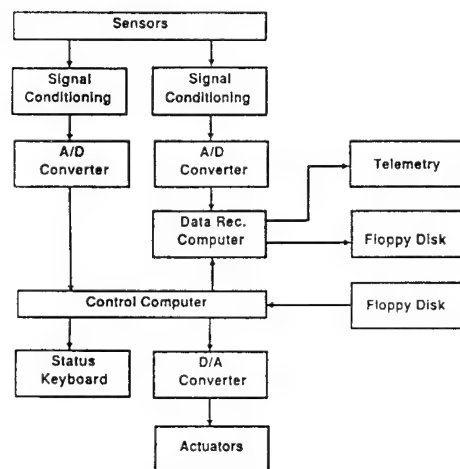 Sensors
Signal
Conditioning
Signal
Conditioning
A/D
Converter
A/D
Converter
Telemetry
Data Rec.
Computer
Floppy Disk
Control Computer
Floppy Disk
Status
Keyboard
D/A
Converter
Actuators